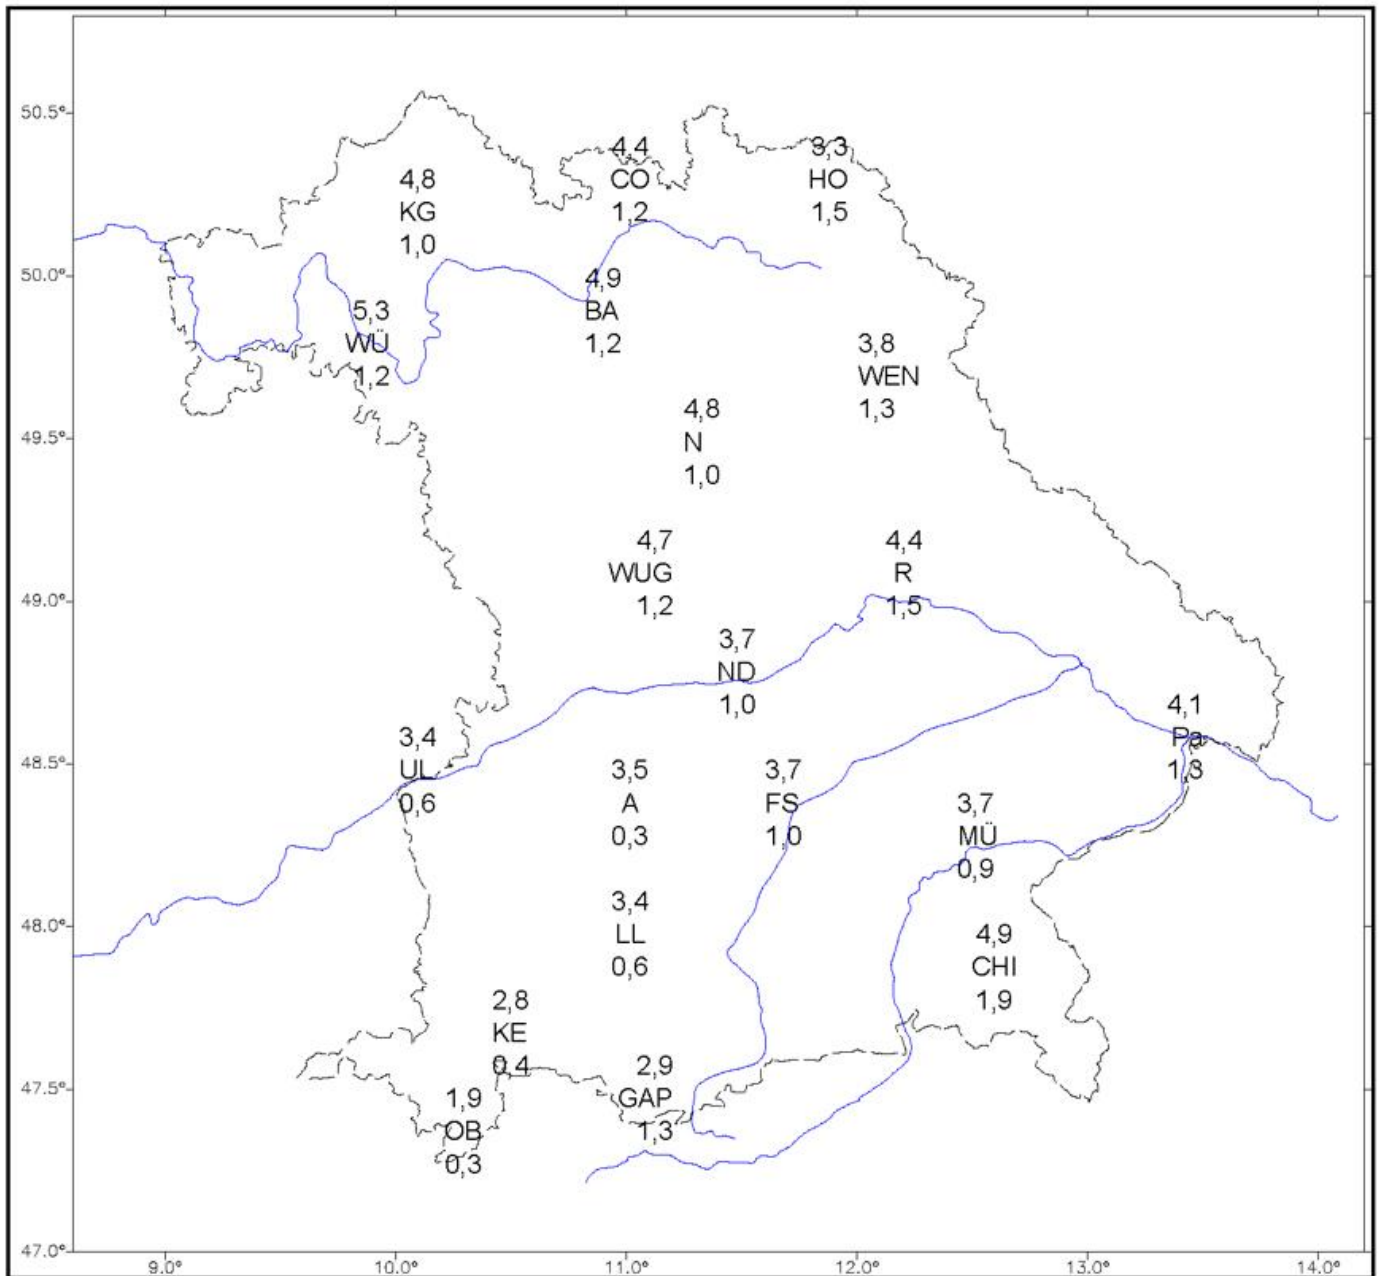 50.5°
4,4
CO
1,2
3,3
HO
1,5
4,8
KG
1,0
50.0°
4,9
BA
1,2
5,3
WÜ
1,2
3,8
WEN
1,3
4,8
N
1,0
49.5°
4,7
WUG
1,2
4,4
R
1,5
49.0°
3,7
ND
1,0
4,1
Pa
1,3
3,4
UL
0,6
3,5
A
0,3
3,7
FS
1,0
3,7
MÜ
0,9
48.5°
3,4
LL
0,6
4,9
CHI
1,9
48.0°
2,8
KE
0,4
2,9
GAP
1,3
47.5°
1,9
OB
0,3
47.0°
9.0° 10.0° 11.0° 12.0° 13.0° 14.0°